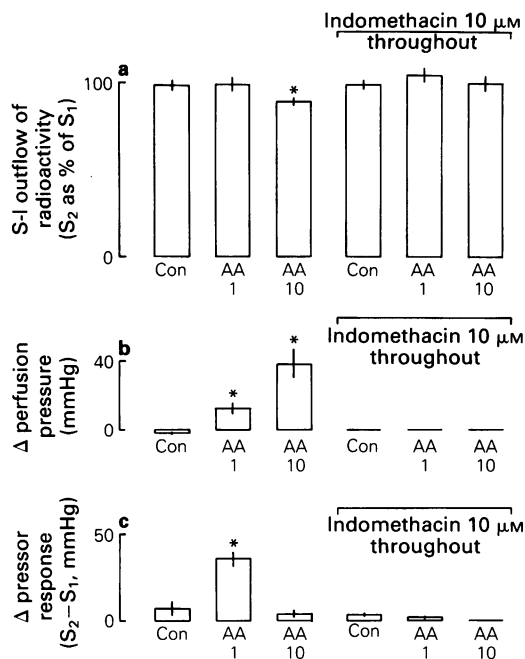 Indomethacin 10 μM
throughout
a
S-I outflow of
radioactivity
(S2 as % of S1)
100
0
*
Con
AA
1
AA
10
Con
AA
1
AA
10
Indomethacin 10 μM
throughout
b
Δ perfusion
pressure
(mmHg)
40
0
*
*
Con
AA
1
AA
10
Con
AA
1
AA
10
Indomethacin 10 μM
throughout
c
Δ pressor
response
(S2−S1, mmHg)
50
0
*
Con
AA
1
AA
10
Con
AA
1
AA
10